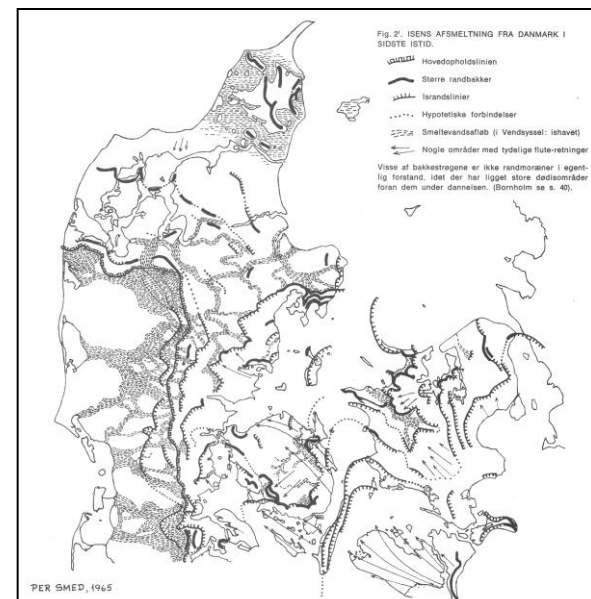 Fig. 2¹. ISENS AFSMELTNING FRA DANMARK I
SIDSTE ISTID.
Hovedopholdslinien
Større randbakker
Israndslinier
Hypotetiske forbindelser
Smeltevandsafløb (i Vendsyssel: ishavet)
Nogle områder med tydelige flute-retninger
Visse af bakkestrøgene er ikke randmoræner i egent-
lig forstand, idet der har ligget store dødisområder
foran dem under dannelsen. (Bornholm se s. 40).
PER SMED, 1965